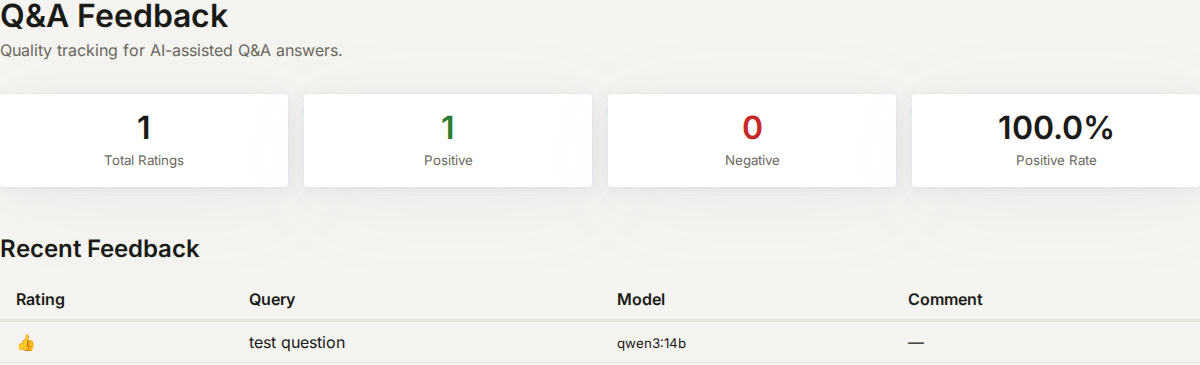 Q&A Feedback
Quality tracking for AI-assisted Q&A answers.
1
Total Ratings
1
Positive
0
Negative
100.0%
Positive Rate
Recent Feedback
Rating Query Model Comment
👍 test question qwen3:14b —